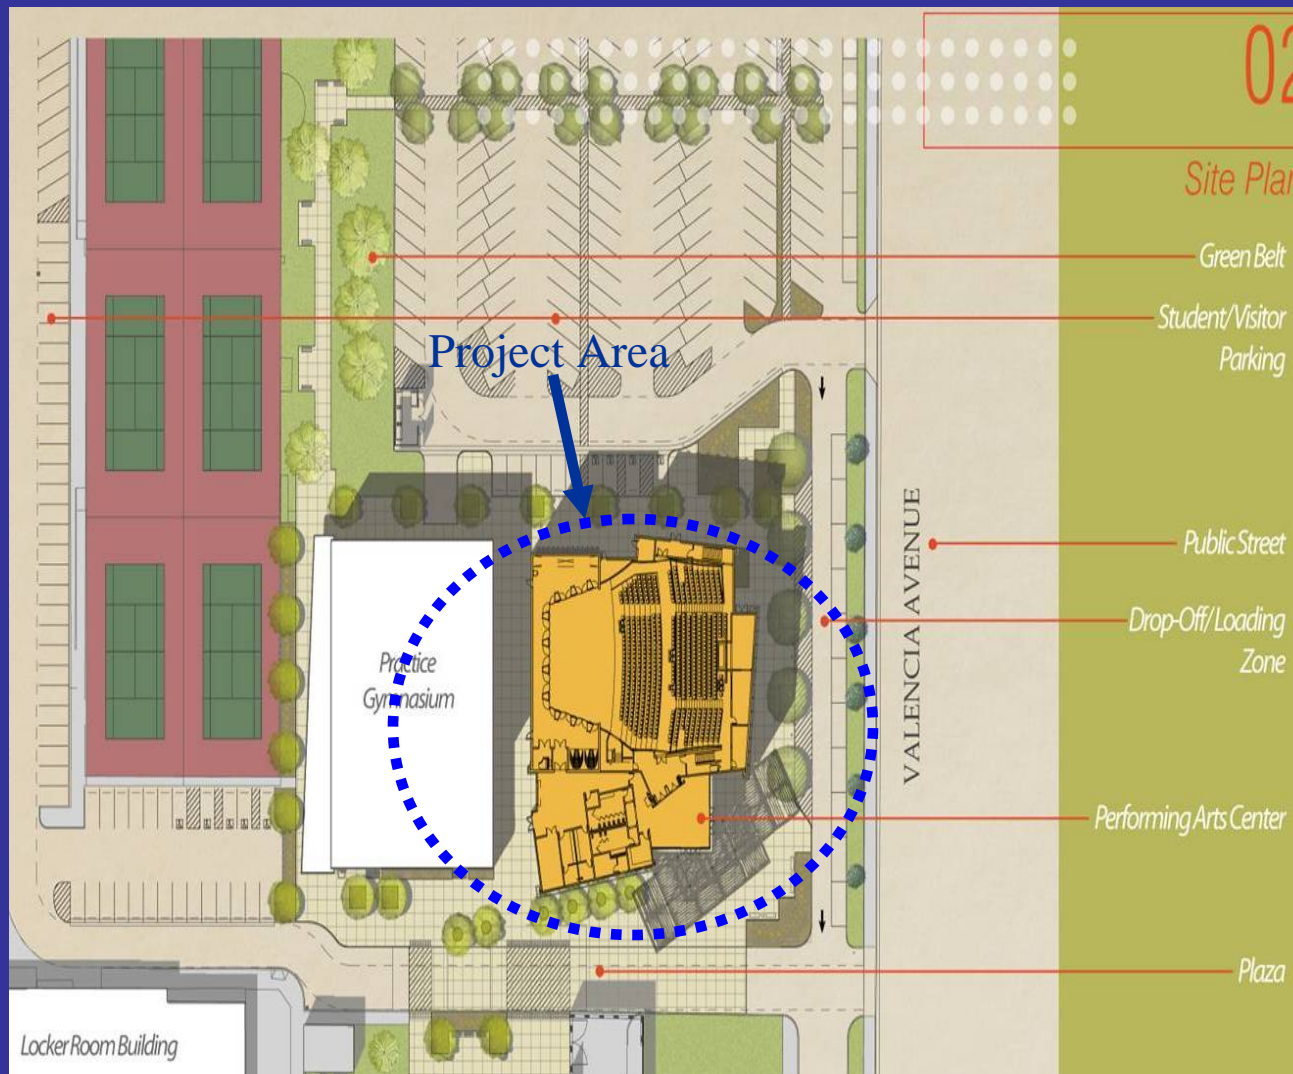 02
Site Plan
Green Belt
Student/Visitor
Parking
Project Area
Public Street
VALENCIA AVENUE
Drop-Off/Loading
Zone
Practice
Gymnasium
Performing Arts Center
Plaza
Locker Room Building